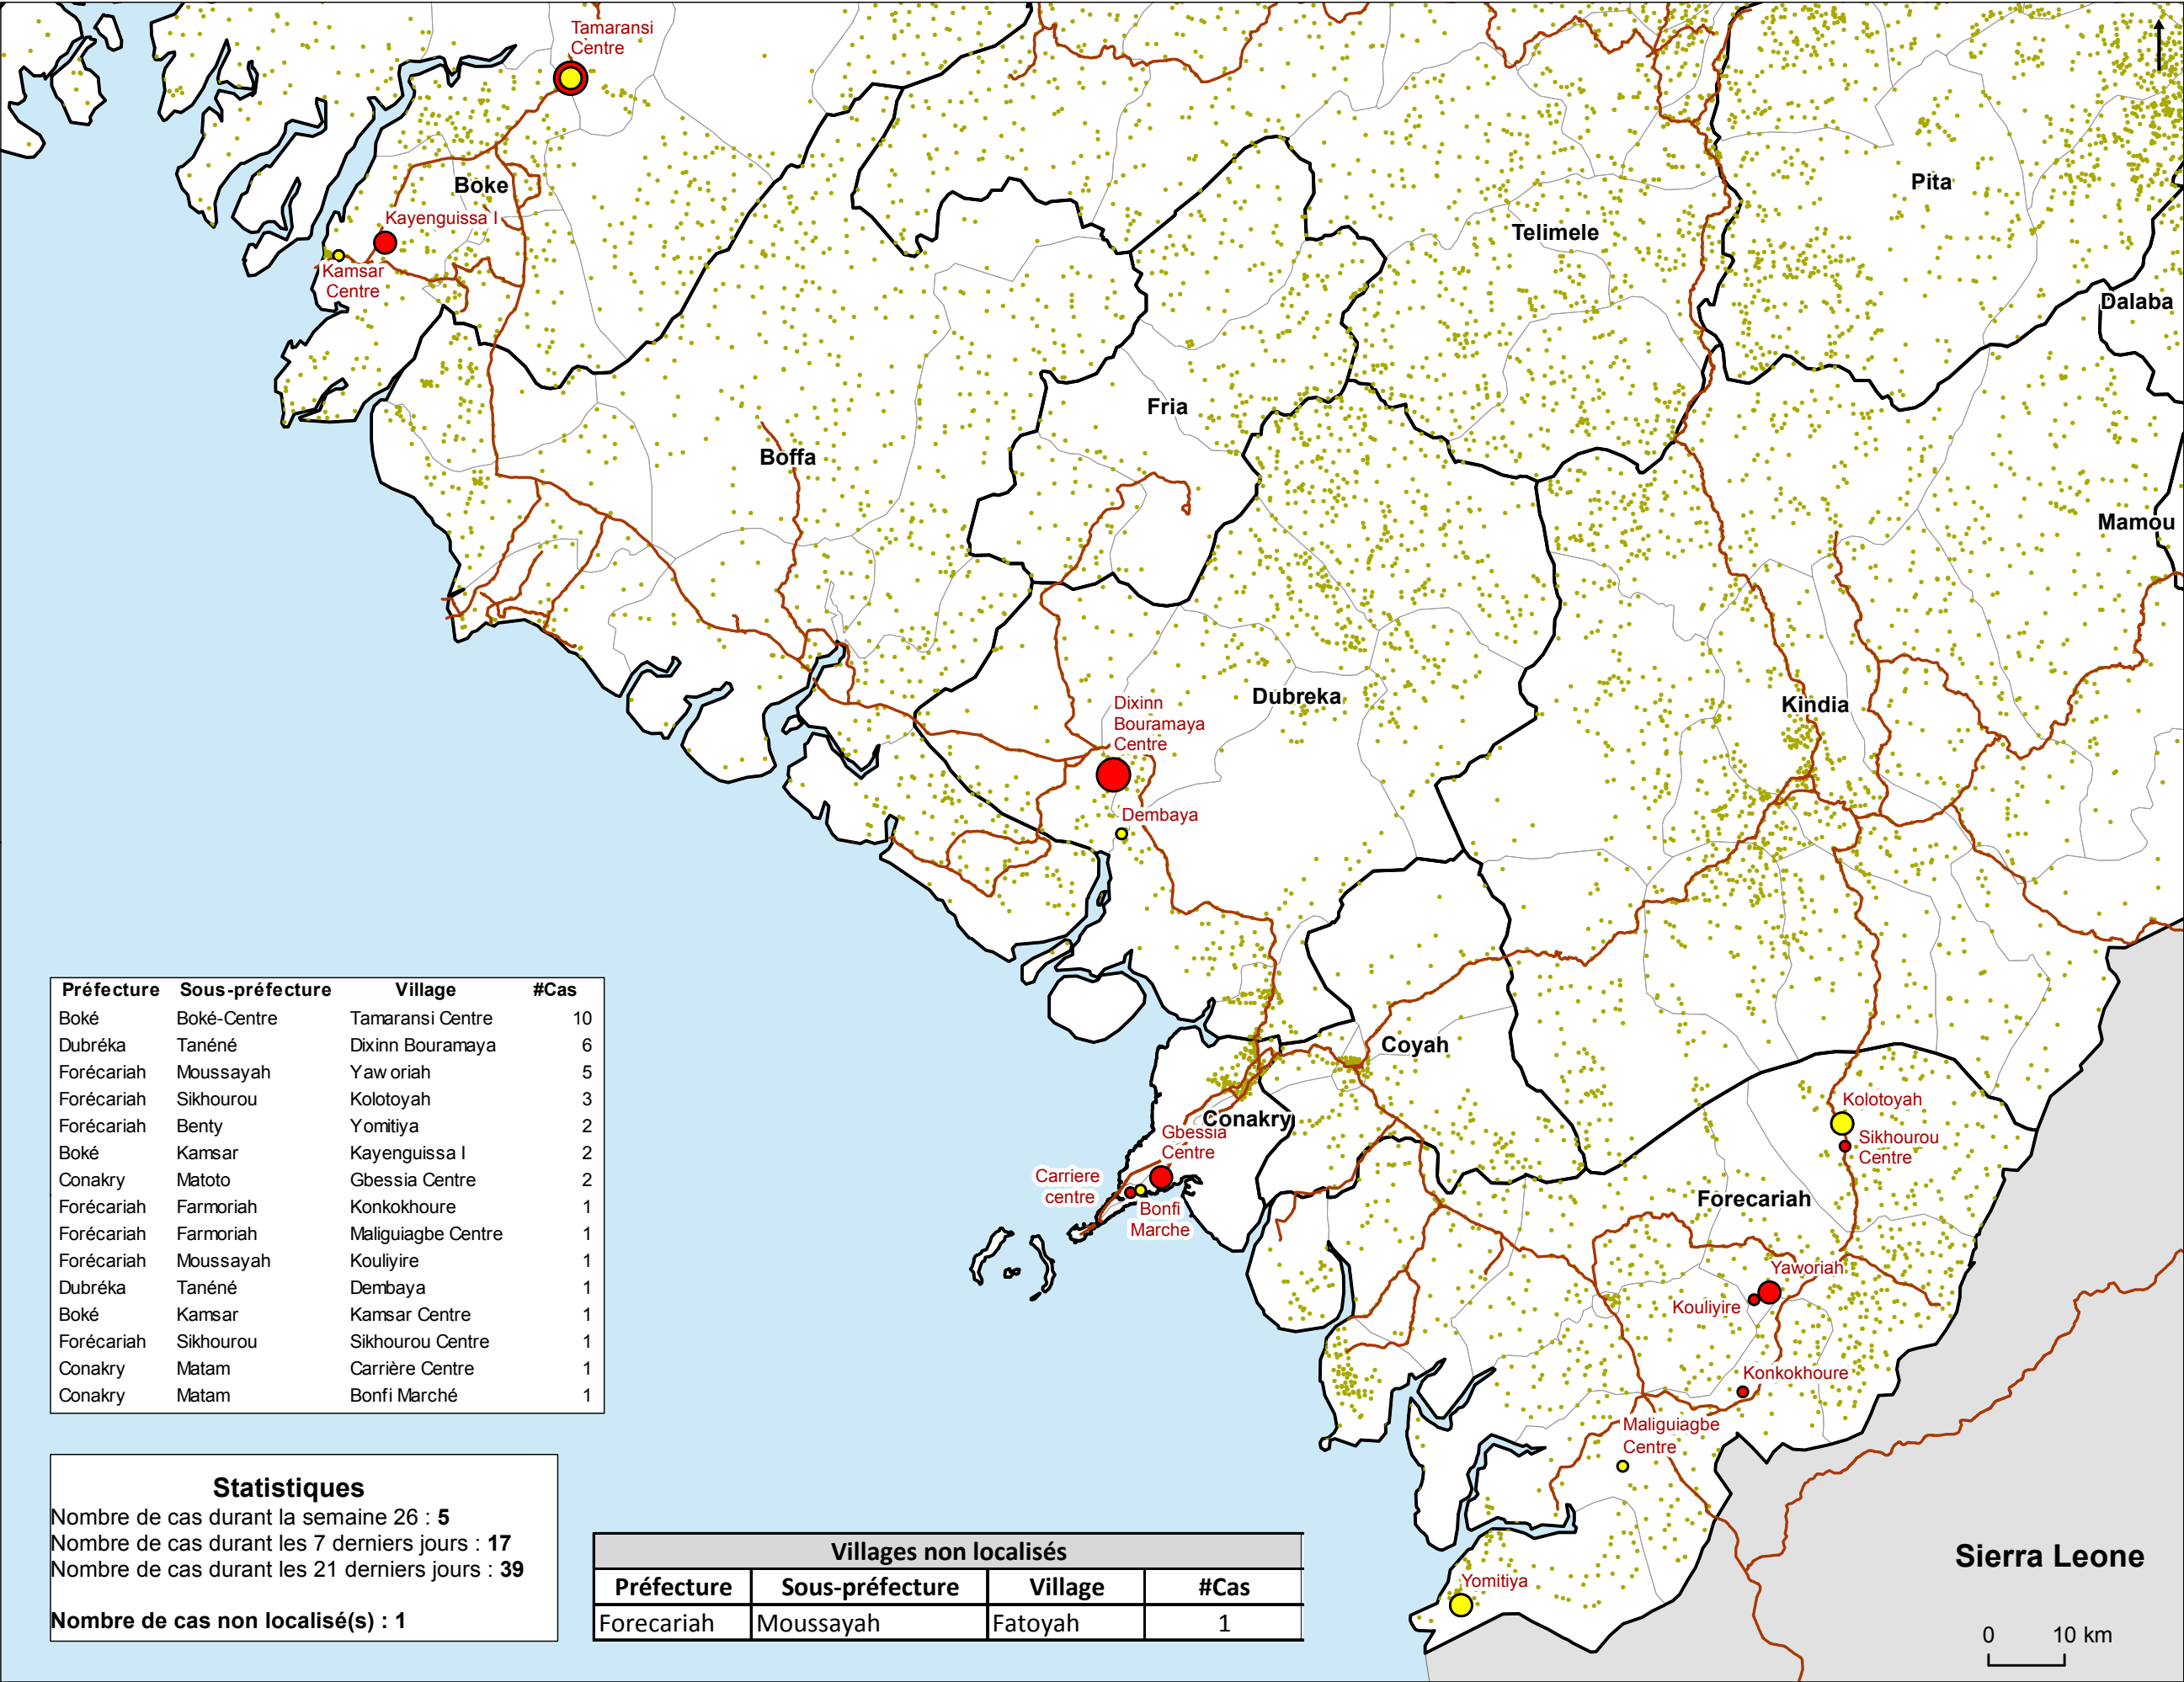 Tamaransi
Centre
Boke
Kayenguissa I
Kamsar
Centre
Pita
Telimele
Dalaba
Fria
Boffa
Mamou
Dixinn
Bouramaya
Centre
Dubreka
Kindia
Dembaya
Coyah
Conakry
Gbessia
Centre
Carriere
centre
Bonfi
Marche
Kolotoyah
Sikhourou
Centre
Forecariah
Yaworiah
Kouliyire
Konkokhoure
Maliguiagbe
Centre
Yomitiya
Sierra Leone
0 10 km
Préfecture Sous-préfecture Village #Cas
Boké Boké-Centre Tamaransi Centre 10
Dubréka Tanéné Dixinn Bouramaya 6
Forécariah Moussayah Yaworiah 5
Forécariah Sikhourou Kolotoyah 3
Forécariah Benty Yomitiya 2
Boké Kamsar Kayenguissa I 2
Conakry Matoto Gbessia Centre 2
Forécariah Farmoriah Konkokhoure 1
Forécariah Farmoriah Maliguiagbe Centre 1
Forécariah Moussayah Kouliyire 1
Dubréka Tanéné Dembaya 1
Boké Kamsar Kamsar Centre 1
Forécariah Sikhourou Sikhourou Centre 1
Conakry Matam Carrière Centre 1
Conakry Matam Bonfi Marché 1
Statistiques
Nombre de cas durant la semaine 26 : 5
Nombre de cas durant les 7 derniers jours : 17
Nombre de cas durant les 21 derniers jours : 39
Nombre de cas non localisé(s) : 1
Villages non localisés
Préfecture Sous-préfecture Village #Cas
Forecariah Moussayah Fatoyah 1